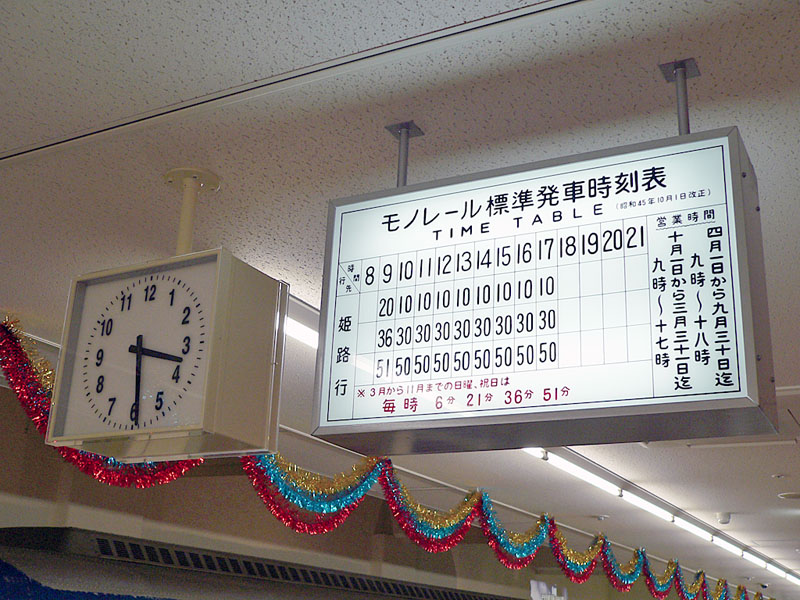 12
1
2
3
4
5
6
7
8
9
10
11
モノレール標準発車時刻表
TIME TABLE
(昭和45年10月1日改正)
時間
行先
8 9 10 11 12 13 14 15 16 17 18 19 20 21
姫路行
20 10 10 10 10 10 10 10 10
36 30 30 30 30 30 30 30 30
51 50 50 50 50 50 50 50 50
※3月から11月までの日曜、祝日は
毎時 6分 21分 36分 51分
営業時間
四月一日から九月三十日迄
九時〜十八時
十月一日から三月三十一日迄
九時〜十七時